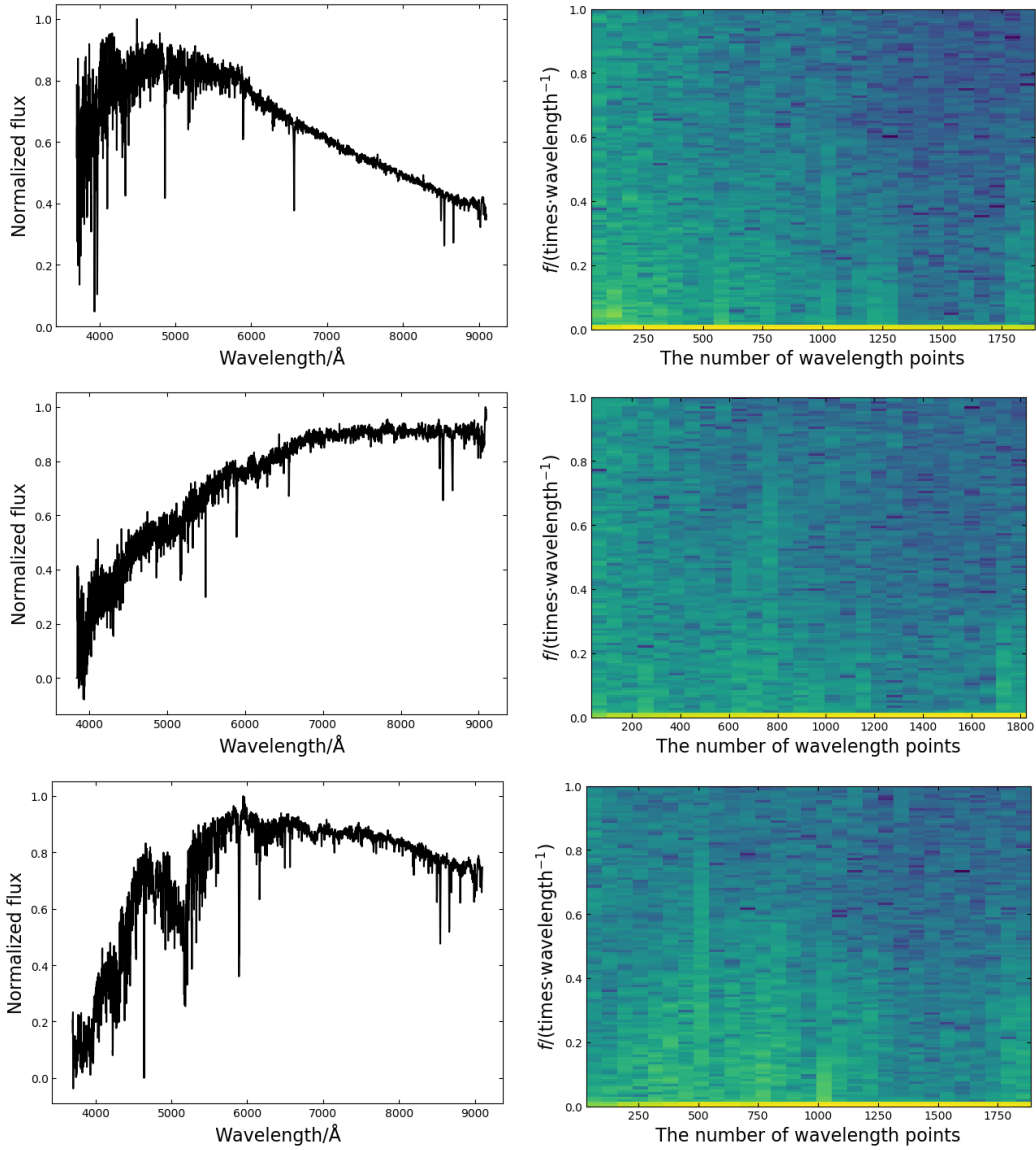 Normalized flux
1.0
0.8
0.6
0.4
0.2
0.0
4000 5000 6000 7000 8000 9000
Wavelength/Å
f/(times·wavelength⁻¹)
1.0
0.8
0.6
0.4
0.2
0.0
250 500 750 1000 1250 1500 1750
The number of wavelength points
Normalized flux
1.0
0.8
0.6
0.4
0.2
0.0
4000 5000 6000 7000 8000 9000
Wavelength/Å
f/(times·wavelength⁻¹)
1.0
0.8
0.6
0.4
0.2
0.0
200 400 600 800 1000 1200 1400 1600 1800
The number of wavelength points
Normalized flux
1.0
0.8
0.6
0.4
0.2
0.0
4000 5000 6000 7000 8000 9000
Wavelength/Å
f/(times·wavelength⁻¹)
1.0
0.8
0.6
0.4
0.2
0.0
250 500 750 1000 1250 1500 1750
The number of wavelength points